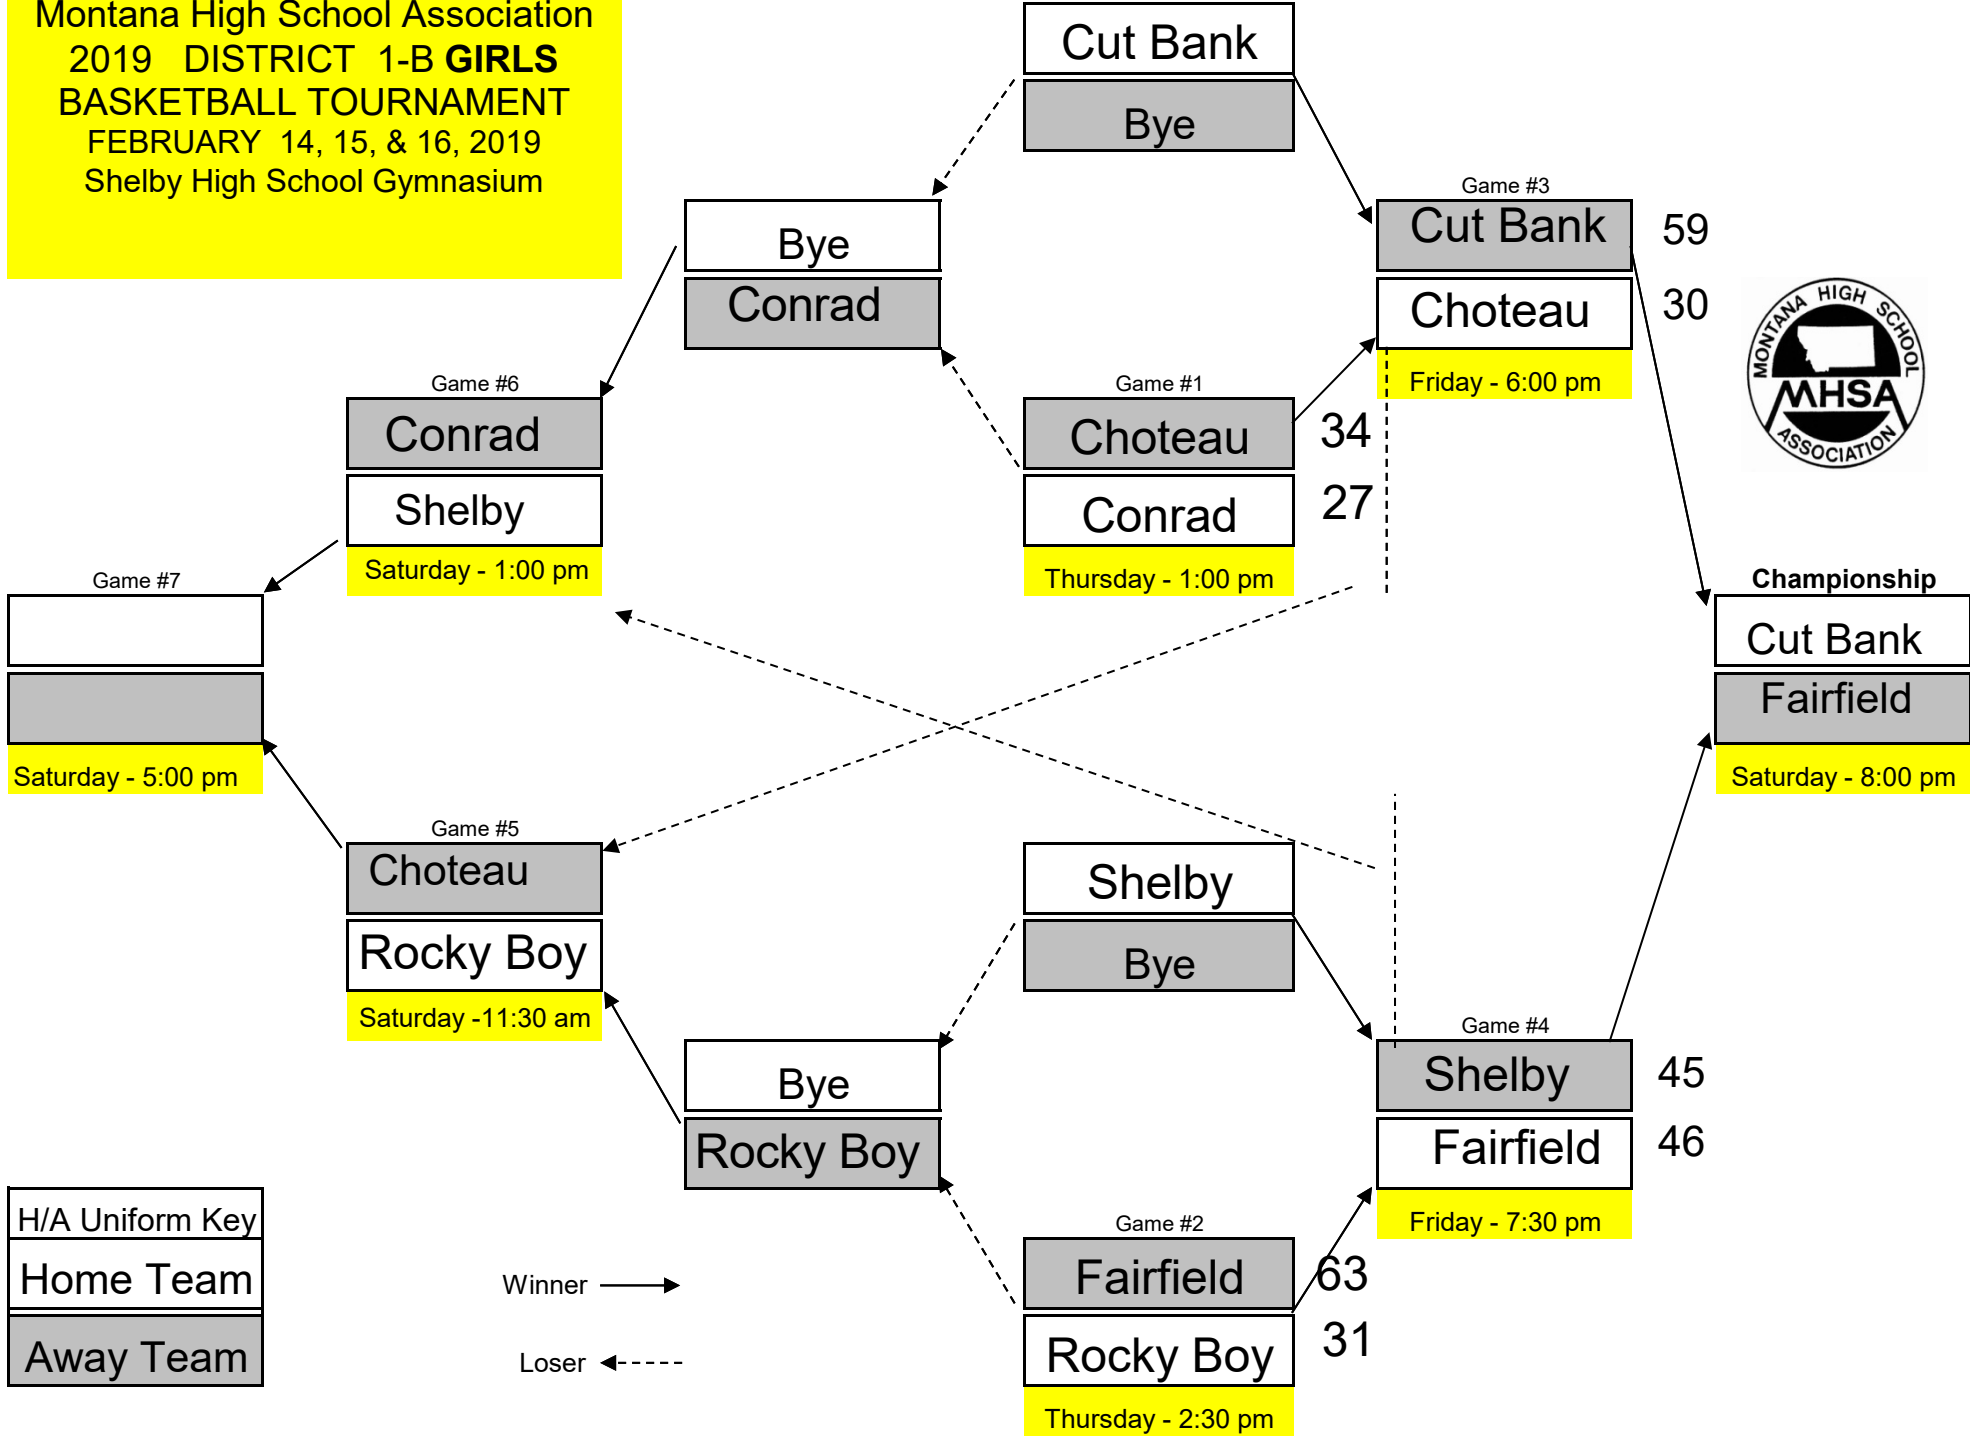 Montana High School Association
2019 DISTRICT 1-B GIRLS
BASKETBALL TOURNAMENT
FEBRUARY 14, 15, & 16, 2019
Shelby High School Gymnasium
Cut Bank
Bye
Game #3
Cut Bank 59
Choteau 30
Friday - 6:00 pm
Bye
Conrad
MONTANA HIGH SCHOOL
MHSA
ASSOCIATION
Game #6
Conrad
Shelby
Saturday - 1:00 pm
Game #1
Choteau 34
Conrad 27
Thursday - 1:00 pm
Game #7
Saturday - 5:00 pm
Championship
Cut Bank
Fairfield
Saturday - 8:00 pm
Game #5
Choteau
Rocky Boy
Saturday -11:30 am
Shelby
Bye
Bye
Rocky Boy
Game #4
Shelby 45
Fairfield 46
Friday - 7:30 pm
Game #2
Fairfield 63
Rocky Boy 31
Thursday - 2:30 pm
H/A Uniform Key
Home Team
Away Team
Winner
Loser